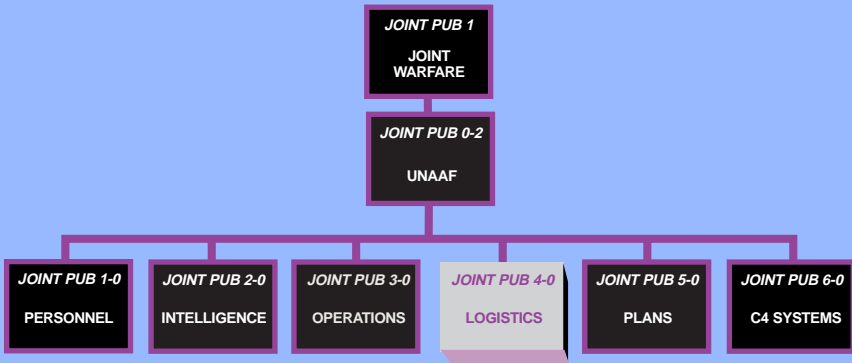 JOINT PUB 1
JOINT
WARFARE
JOINT PUB 0-2
UNAAF
JOINT PUB 1-0
PERSONNEL
JOINT PUB 2-0
INTELLIGENCE
JOINT PUB 3-0
OPERATIONS
JOINT PUB 4-0
LOGISTICS
JOINT PUB 5-0
PLANS
JOINT PUB 6-0
C4 SYSTEMS